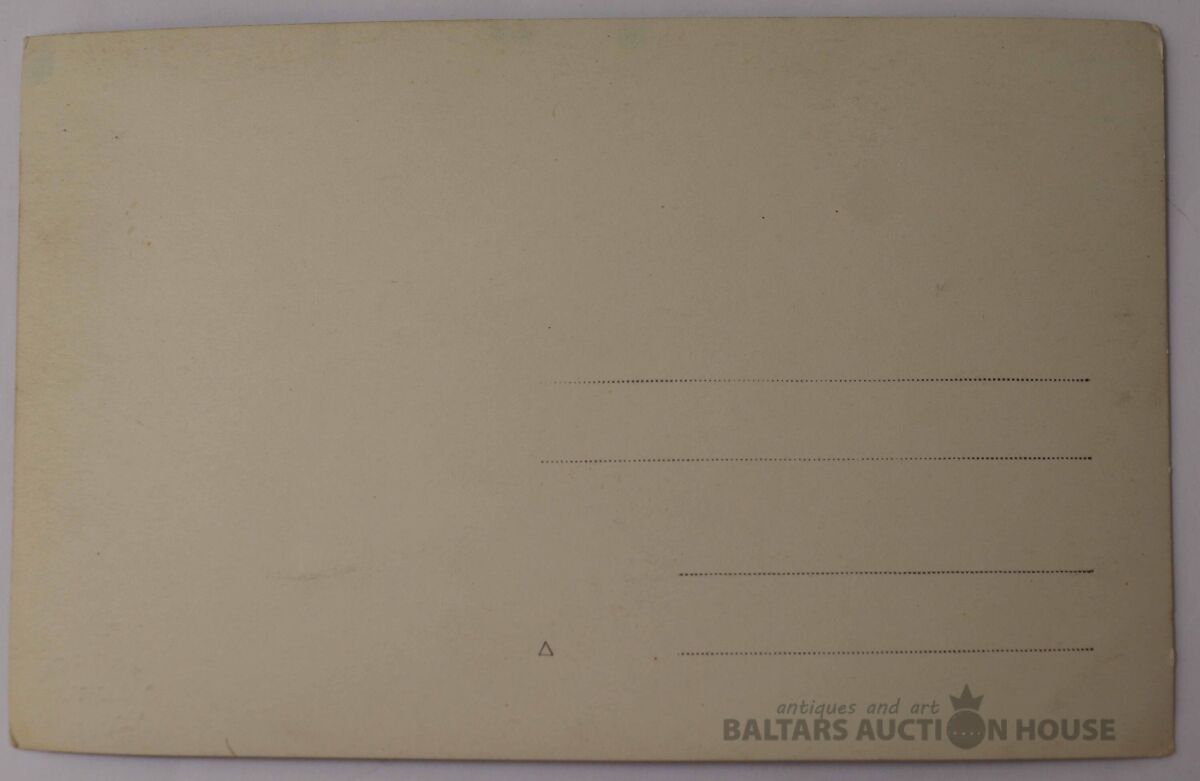 antiques and art
BALTARS AUCTION HOUSE